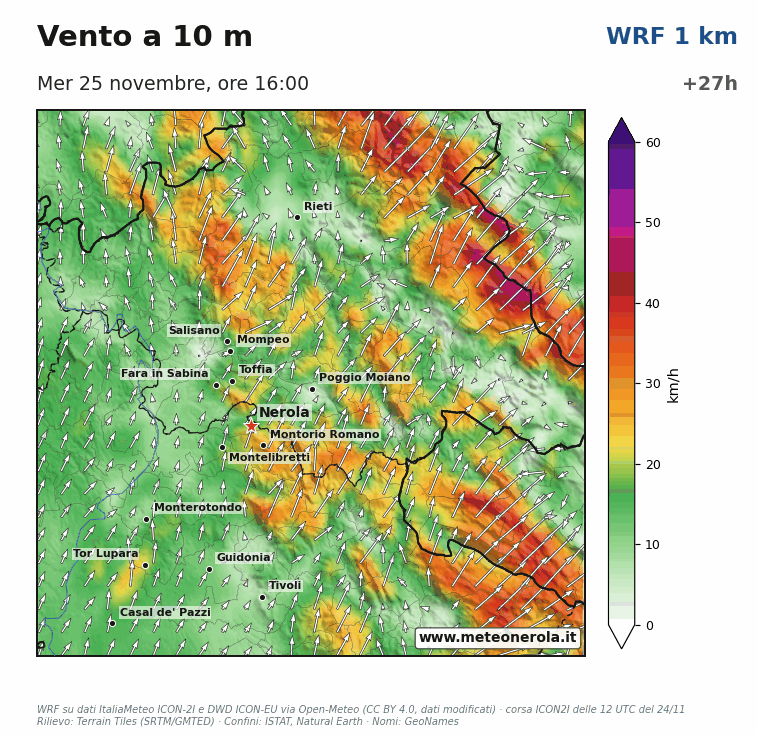 Vento a 10 m
WRF 1 km
Mer 25 novembre, ore 16:00
+27h
Rieti
Salisano
Mompeo
Fara in Sabina
Toffia
Poggio Moiano
Nerola
Montorio Romano
Montelibretti
Monterotondo
Tor Lupara
Guidonia
Tivoli
Casal de' Pazzi
www.meteonerola.it
60
50
40
30
20
10
0
km/h
WRF su dati ItaliaMeteo ICON-2I e DWD ICON-EU via Open-Meteo (CC BY 4.0, dati modificati) · corsa ICON2I delle 12 UTC del 24/11
Rilievo: Terrain Tiles (SRTM/GMTED) · Confini: ISTAT, Natural Earth · Nomi: GeoNames